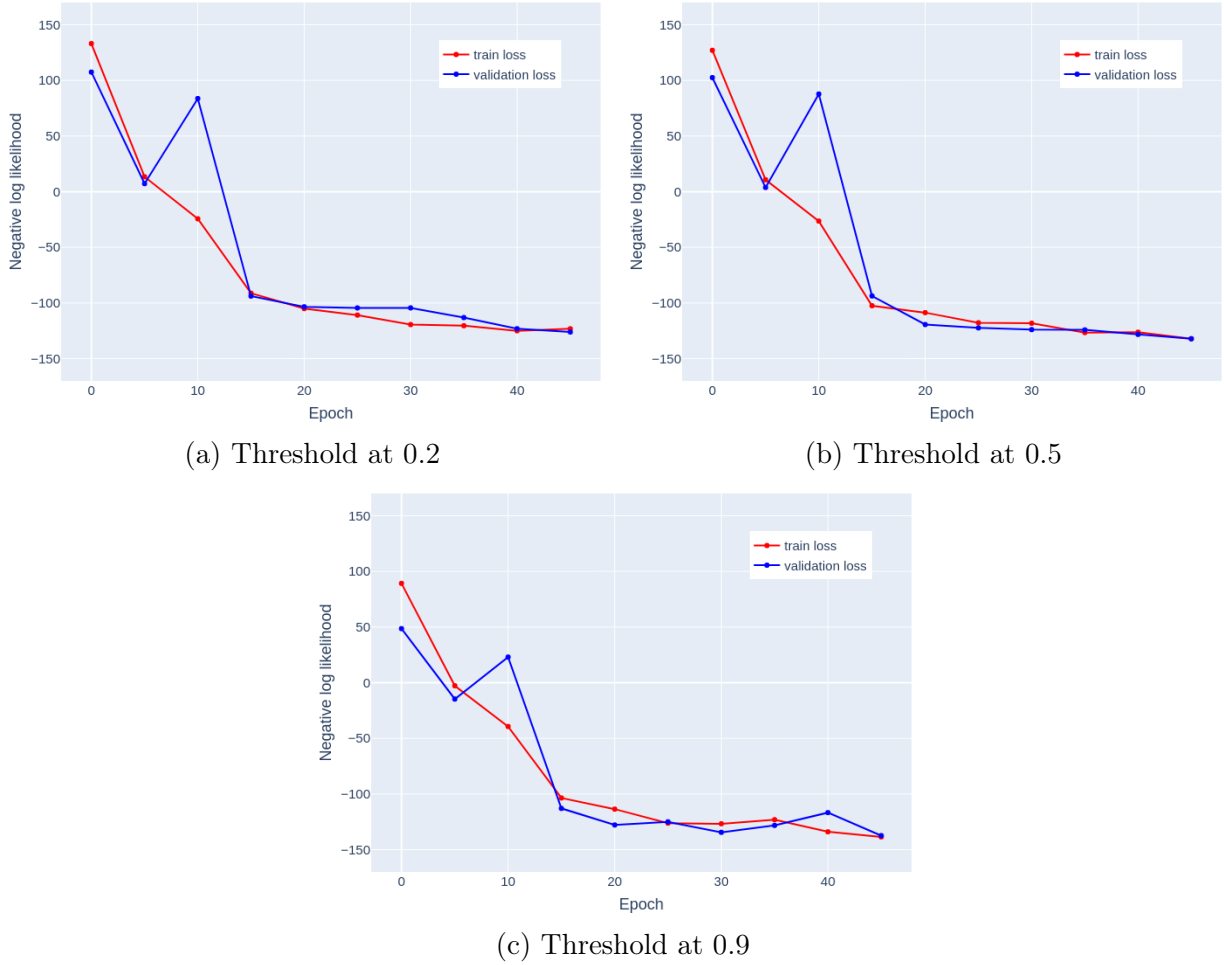 150
100
50
0
−50
−100
−150
Negative log likelihood
train loss
validation loss
0
10
20
30
40
Epoch
(a) Threshold at 0.2
150
100
50
0
−50
−100
−150
Negative log likelihood
train loss
validation loss
0
10
20
30
40
Epoch
(b) Threshold at 0.5
150
100
50
0
−50
−100
−150
Negative log likelihood
train loss
validation loss
0
10
20
30
40
Epoch
(c) Threshold at 0.9